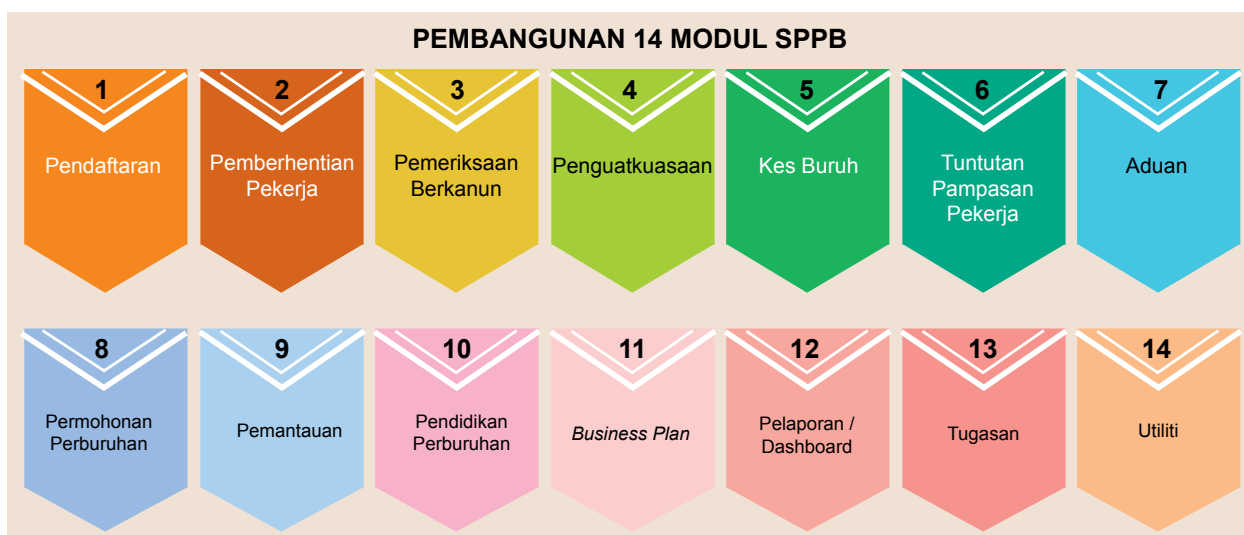 PEMBANGUNAN 14 MODUL SPPB
1
Pendaftaran
2
Pemberhentian
Pekerja
3
Pemeriksaan
Berkanun
4
Penguatkuasaan
5
Kes Buruh
6
Tuntutan
Pampasan
Pekerja
7
Aduan
8
Permohonan
Perburuhan
9
Pemantauan
10
Pendidikan
Perburuhan
11
Business Plan
12
Pelaporan /
Dashboard
13
Tugasan
14
Utiliti